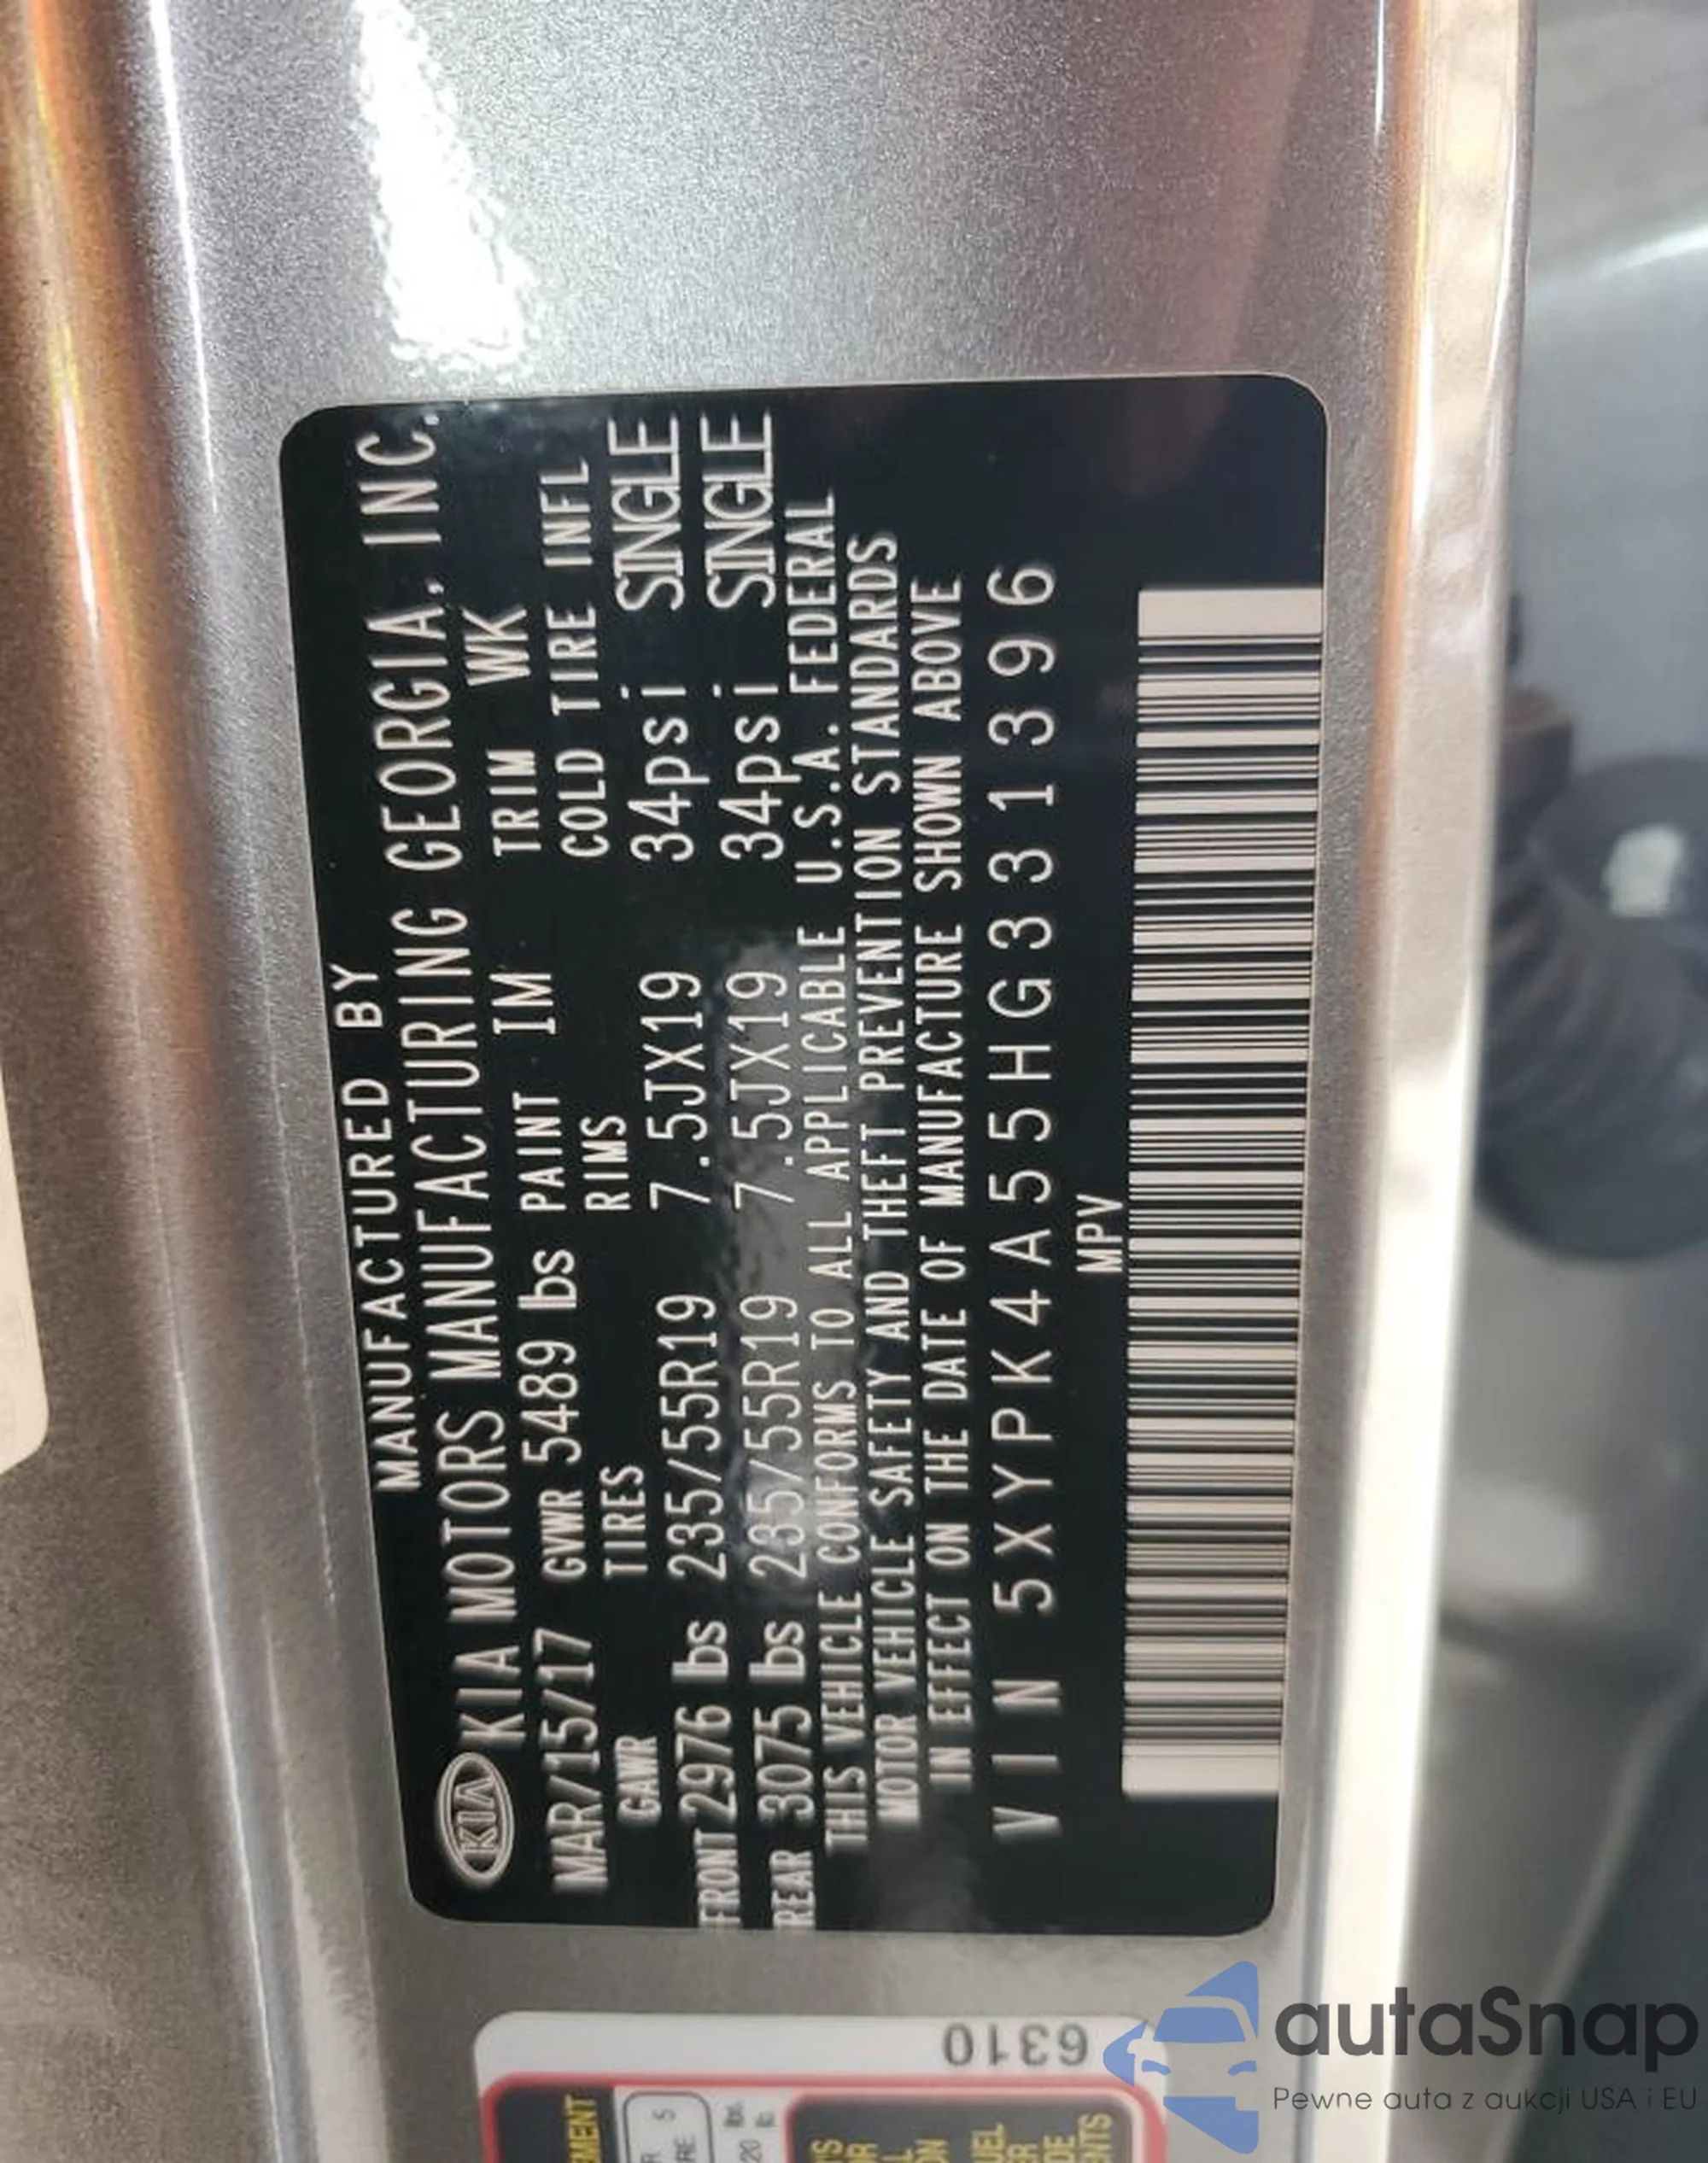 MANUFACTURED BY
KIA KIA MOTORS MANUFACTURING GEORGIA, INC.
MAR/15/17 GVWR 5489 lbs PAINT IM TRIM WK
GAWR TIRES RIMS COLD TIRE INFL
FRONT 2976 lbs 235/55R19 7.5JX19 34psi SINGLE
REAR 3075 lbs 235/55R19 7.5JX19 34psi SINGLE
THIS VEHICLE CONFORMS TO ALL APPLICABLE U.S.A. FEDERAL
MOTOR VEHICLE SAFETY AND THEFT PREVENTION STANDARDS
IN EFFECT ON THE DATE OF MANUFACTURE SHOWN ABOVE
VIN 5XYPK4A55HG331396
MPV
6310
autaSnap
Pewne auta z aukcji USA i EU